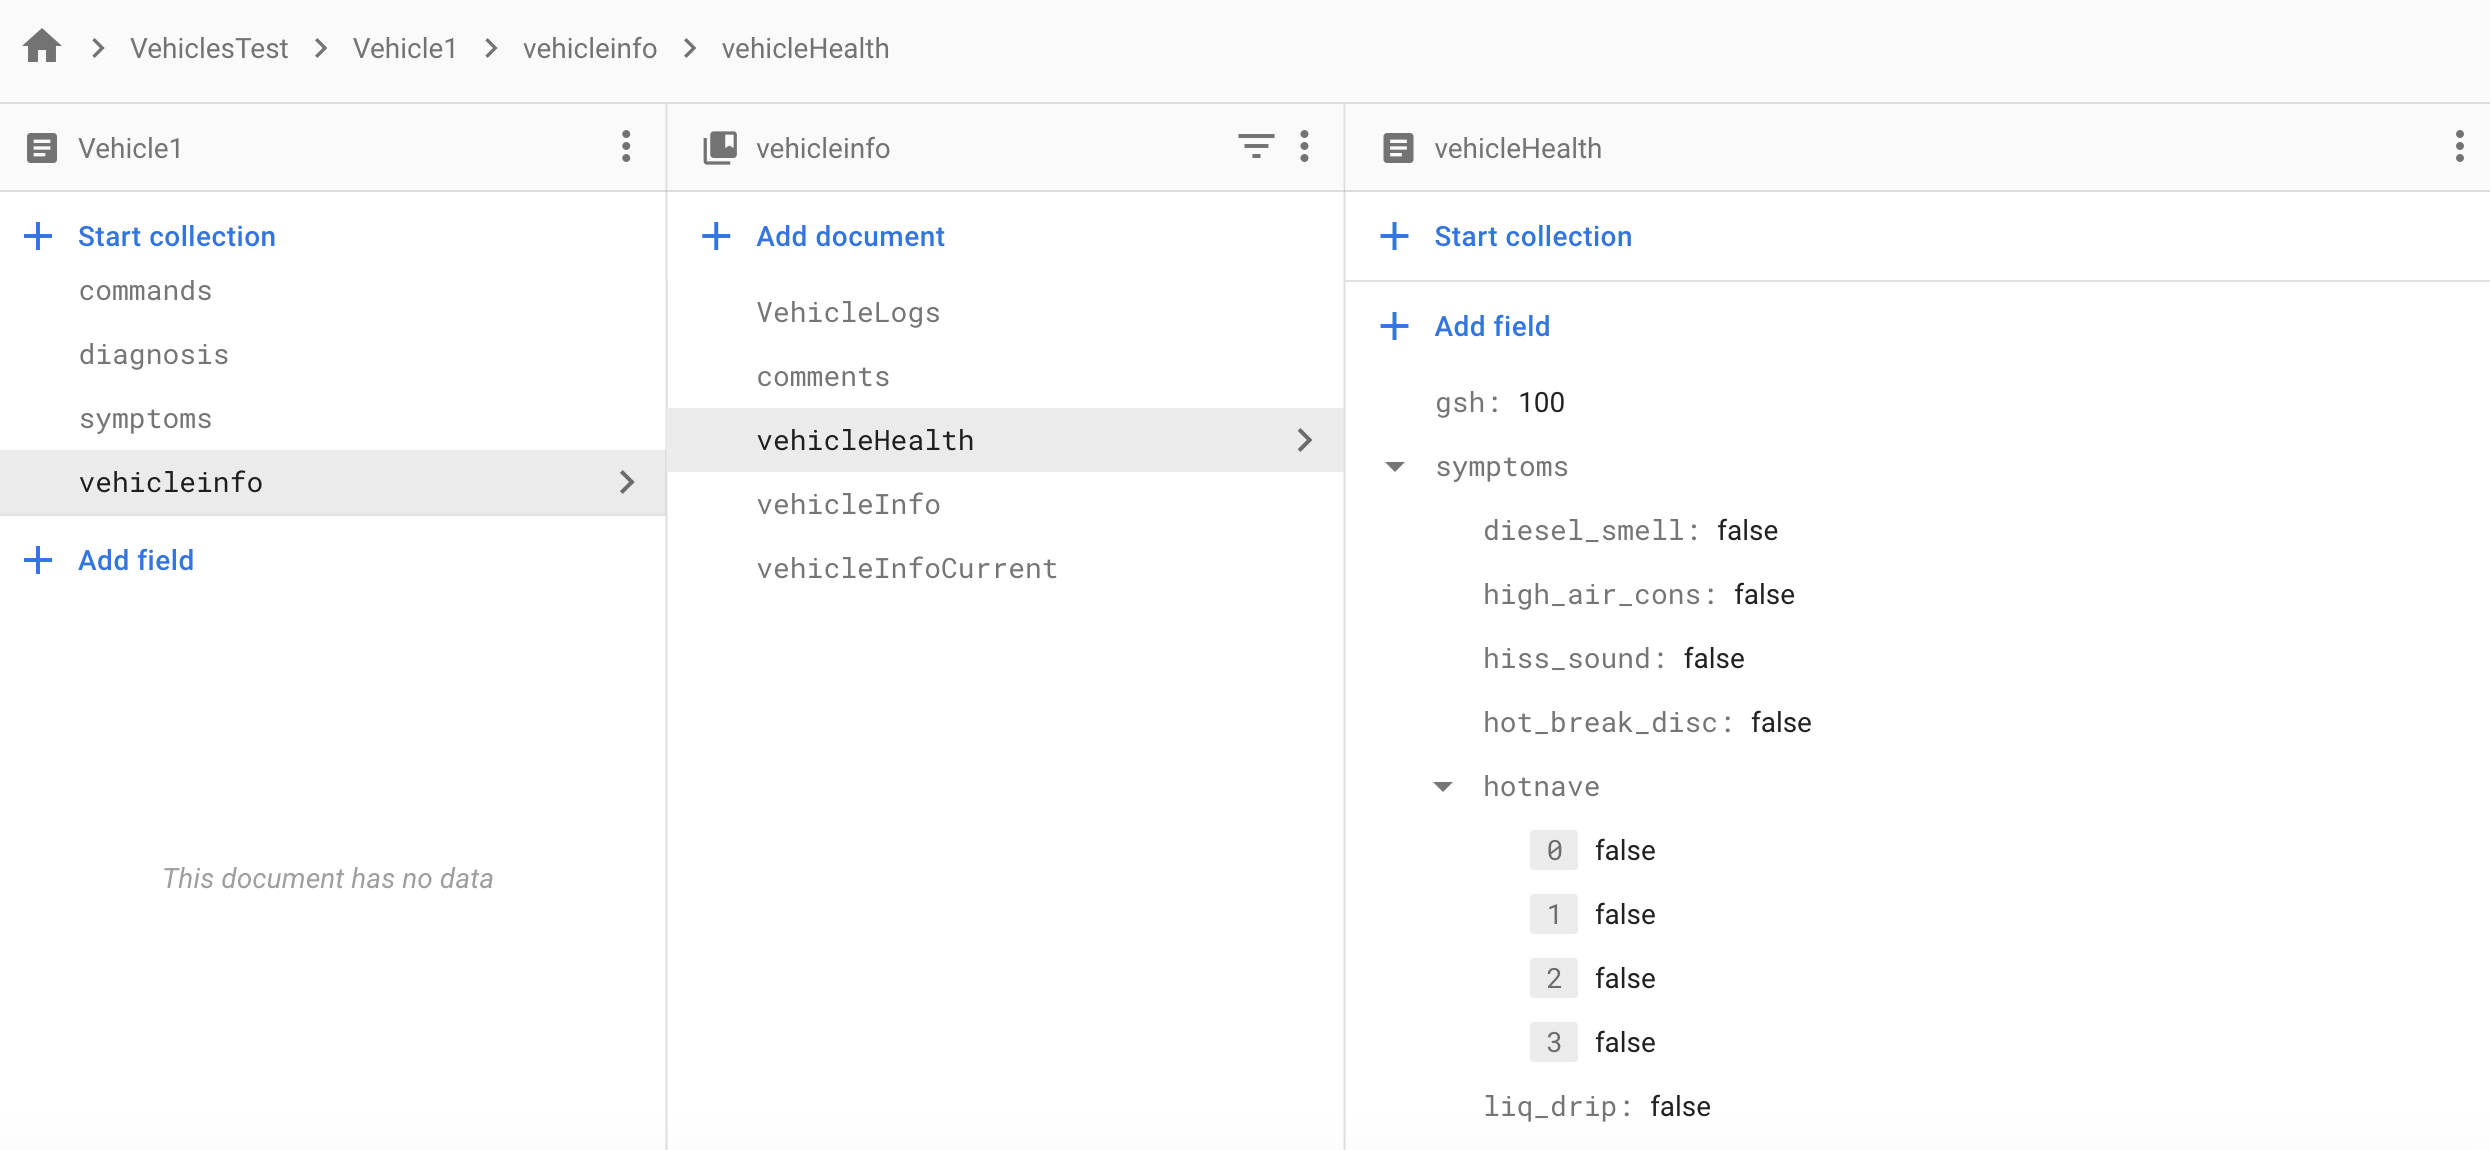 VehiclesTest > Vehicle1 > vehicleinfo > vehicleHealth
Vehicle1
Start collection
commands
diagnosis
symptoms
vehicleinfo
Add field
This document has no data
vehicleinfo
Add document
VehicleLogs
comments
vehicleHealth
vehicleInfo
vehicleInfoCurrent
vehicleHealth
Start collection
Add field
gsh: 100
symptoms
diesel_smell: false
high_air_cons: false
hiss_sound: false
hot_break_disc: false
hotnave
0 false
1 false
2 false
3 false
liq_drip: false